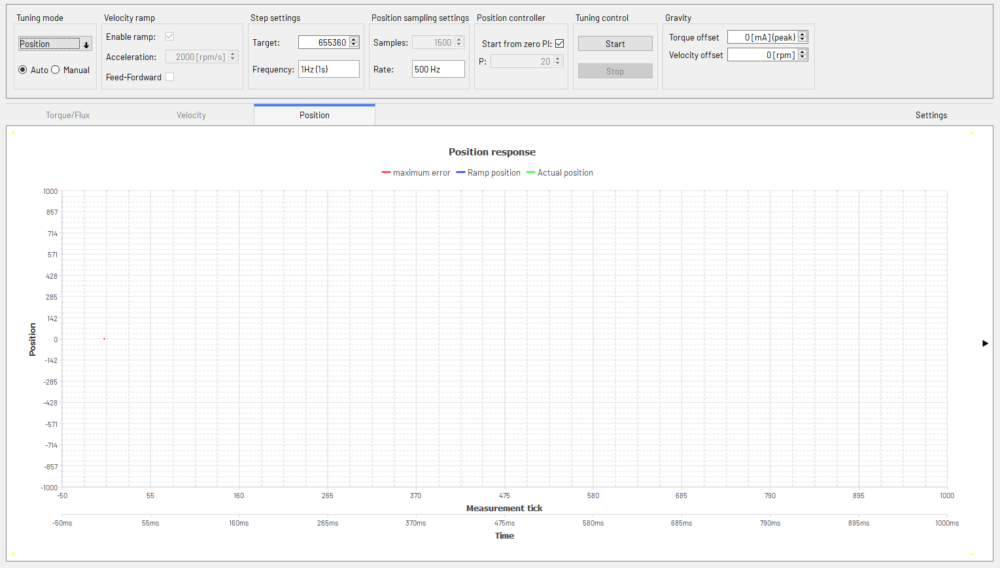 Tuning mode
Position
Auto Manual
Velocity ramp
Enable ramp:
Acceleration: 2000 [rpm/s]
Feed-Fordward
Step settings
Target: 655360
Frequency: 1Hz (1s)
Position sampling settings
Samples: 1500
Rate: 500 Hz
Position controller
Start from zero PI:
P: 20
Tuning control
Start
Stop
Gravity
Torque offset 0 [mA](peak)
Velocity offset 0 [rpm]
Torque/Flux Velocity Position Settings
Position response
maximum error Ramp position Actual position
Position
1000
857
714
571
428
285
142
0
-142
-285
-428
-571
-714
-857
-1000
-50 55 160 265 370 475 580 685 790 895 1000
Measurement tick
-50ms 55ms 160ms 265ms 370ms 475ms 580ms 685ms 790ms 895ms 1000ms
Time